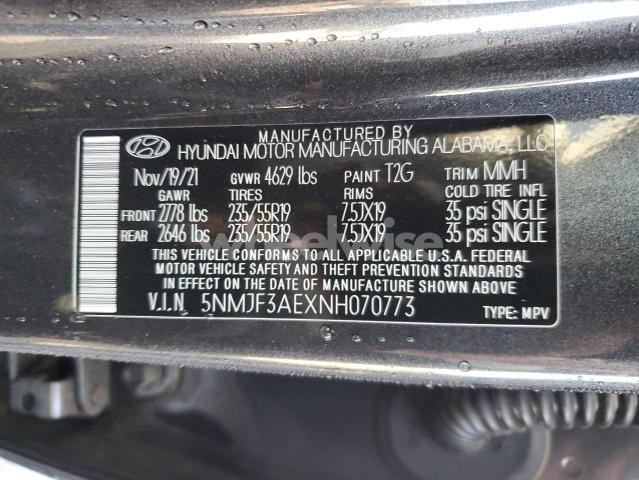 MANUFACTURED BY
HYUNDAI MOTOR MANUFACTURING ALABAMA, LLC
Nov/19/21 GVWR 4629 lbs PAINT T2G TRIM MMH
GAWR TIRES RIMS COLD TIRE INFL
FRONT 2778 lbs 235/55R19 7.5JX19 35 psi SINGLE
REAR 2646 lbs 235/55R19 7.5JX19 35 psi SINGLE
wheelwise
THIS VEHICLE CONFORMS TO ALL APPLICABLE U.S.A. FEDERAL
MOTOR VEHICLE SAFETY AND THEFT PREVENTION STANDARDS
IN EFFECT ON THE DATE OF MANUFACTURE SHOWN ABOVE
V.I.N. 5NMJF3AEXNH070773 TYPE: MPV